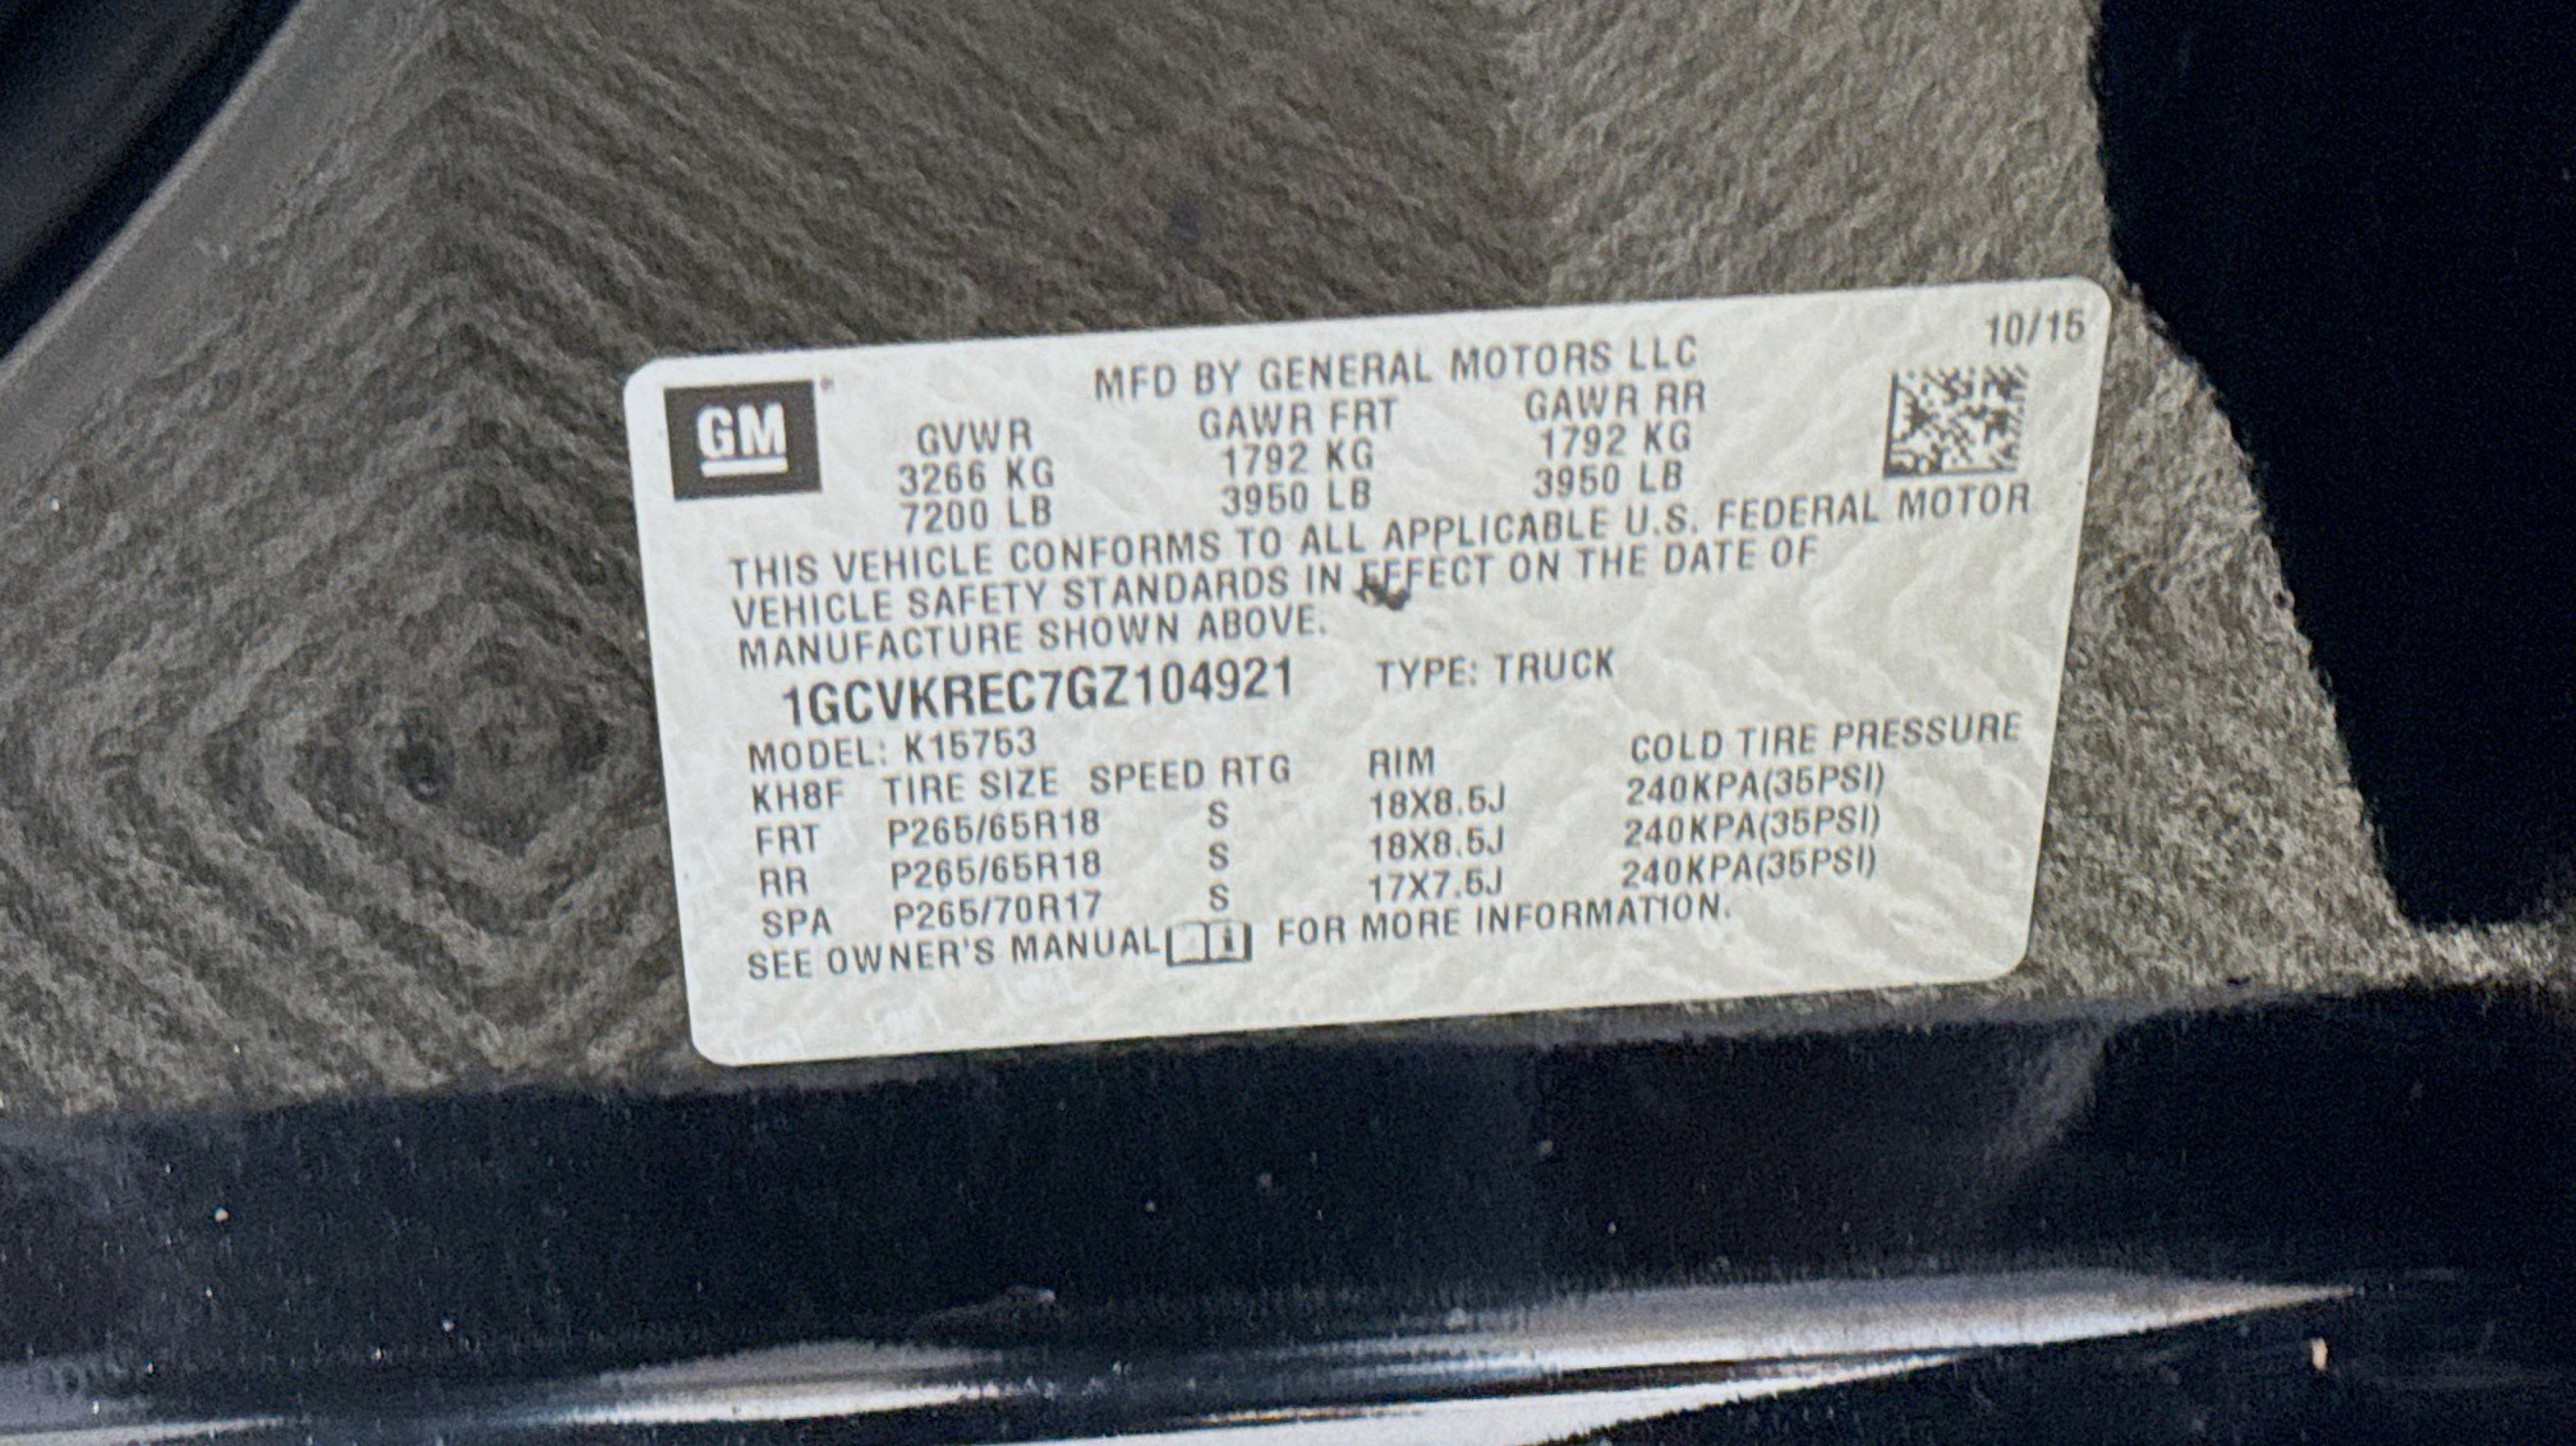 10/15
MFD BY GENERAL MOTORS LLC
GM
GVWR GAWR FRT GAWR RR
3266 KG 1792 KG 1792 KG
7200 LB 3950 LB 3950 LB
THIS VEHICLE CONFORMS TO ALL APPLICABLE U.S. FEDERAL MOTOR
VEHICLE SAFETY STANDARDS IN EFFECT ON THE DATE OF
MANUFACTURE SHOWN ABOVE.
1GCVKREC7GZ104921 TYPE: TRUCK
MODEL: K15753
KH8F TIRE SIZE SPEED RTG RIM COLD TIRE PRESSURE
FRT P265/65R18 S 18X8.5J 240KPA(35PSI)
RR P265/65R18 S 18X8.5J 240KPA(35PSI)
SPA P265/70R17 S 17X7.5J 240KPA(35PSI)
SEE OWNER'S MANUAL FOR MORE INFORMATION.